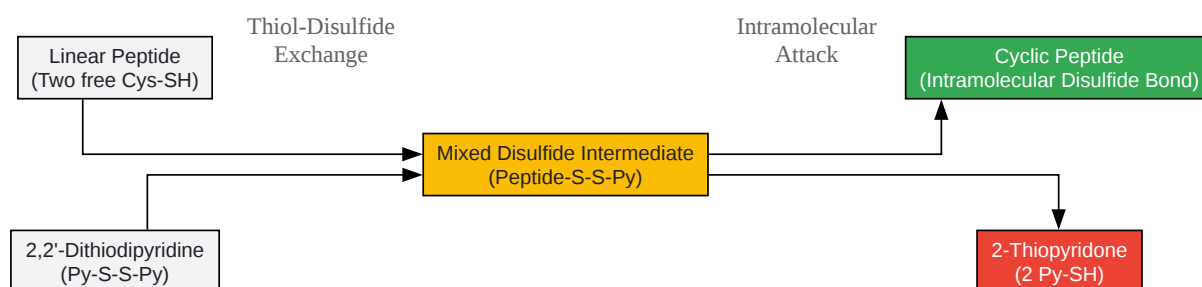 Thiol-Disulfide
Exchange
Intramolecular
Attack
Linear Peptide
(Two free Cys-SH)
Cyclic Peptide
(Intramolecular Disulfide Bond)
Mixed Disulfide Intermediate
(Peptide-S-S-Py)
2,2'-Dithiodipyridine
(Py-S-S-Py)
2-Thiopyridone
(2 Py-SH)